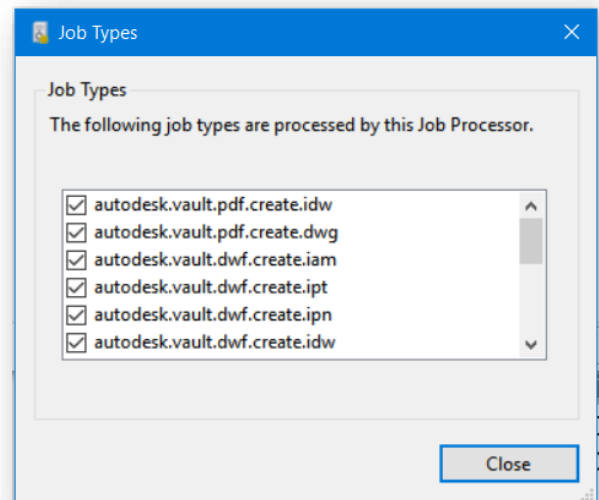 Job Types
Job Types
The following job types are processed by this Job Processor.
autodesk.vault.pdf.create.idw
autodesk.vault.pdf.create.dwg
autodesk.vault.dwf.create.iam
autodesk.vault.dwf.create.ipt
autodesk.vault.dwf.create.ipn
autodesk.vault.dwf.create.idw
Close